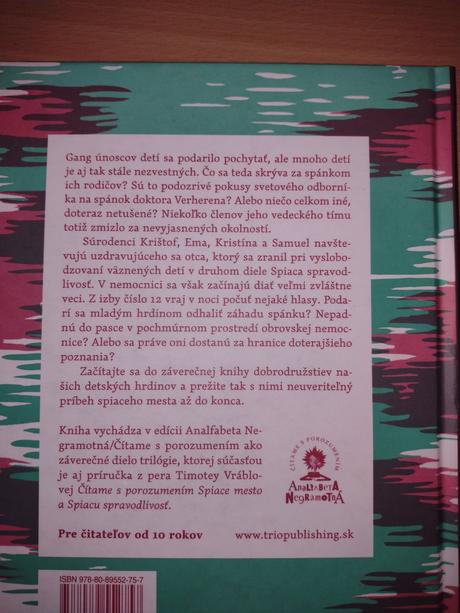 Gang únoscov detí sa podarilo pochytať, ale mnoho detí
je aj tak stále nezvestných. Čo sa teda skrýva za spánkom
ich rodičov? Sú to podozrivé pokusy svetového odborní-
ka na spánok doktora Verherena? Alebo niečo celkom iné,
doteraz netušené? Niekoľko členov jeho vedeckého tímu
totiž zmizlo za nevyjasnených okolností.
Súrodenci Krištof, Ema, Kristína a Samuel navšte-
vujú uzdravujúceho sa otca, ktorý sa zranil pri vyslobo-
dzovaní väznených detí v druhom diele Spiaca spravod-
livosť. V nemocnici sa však začínajú diať veľmi zvláštne
veci. Z izby číslo 12 vraj v noci počuť nejaké hlasy. Poda-
rí sa mladým hrdinom odhaliť záhadu spánku? Nepad-
nú do pasce v pochmúrnom prostredí obrovskej nemoc-
nice? Alebo sa práve oni dostanú za hranice doterajšieho
poznania?
Začítajte sa do záverečnej knihy dobrodružstiev na-
šich detských hrdinov a prežite tak s nimi neuveriteľný
príbeh spiaceho mesta až do konca.
Kniha vychádza v edícii Analfabeta Ne-
gramotná/Čítame s porozumením ako
záverečné dielo trilógie, ktorej súčasťou
je aj príručka z pera Timotey Vráblo-
vej Čítame s porozumením Spiace mesto
a Spiacu spravodlivosť.
ČÍTAME S POROZUMENÍM
ANALFABETA
NEGRAMOTNÁ
Pre čitateľov od 10 rokov
www.triopublishing.sk
ISBN 978-80-89552-75-7